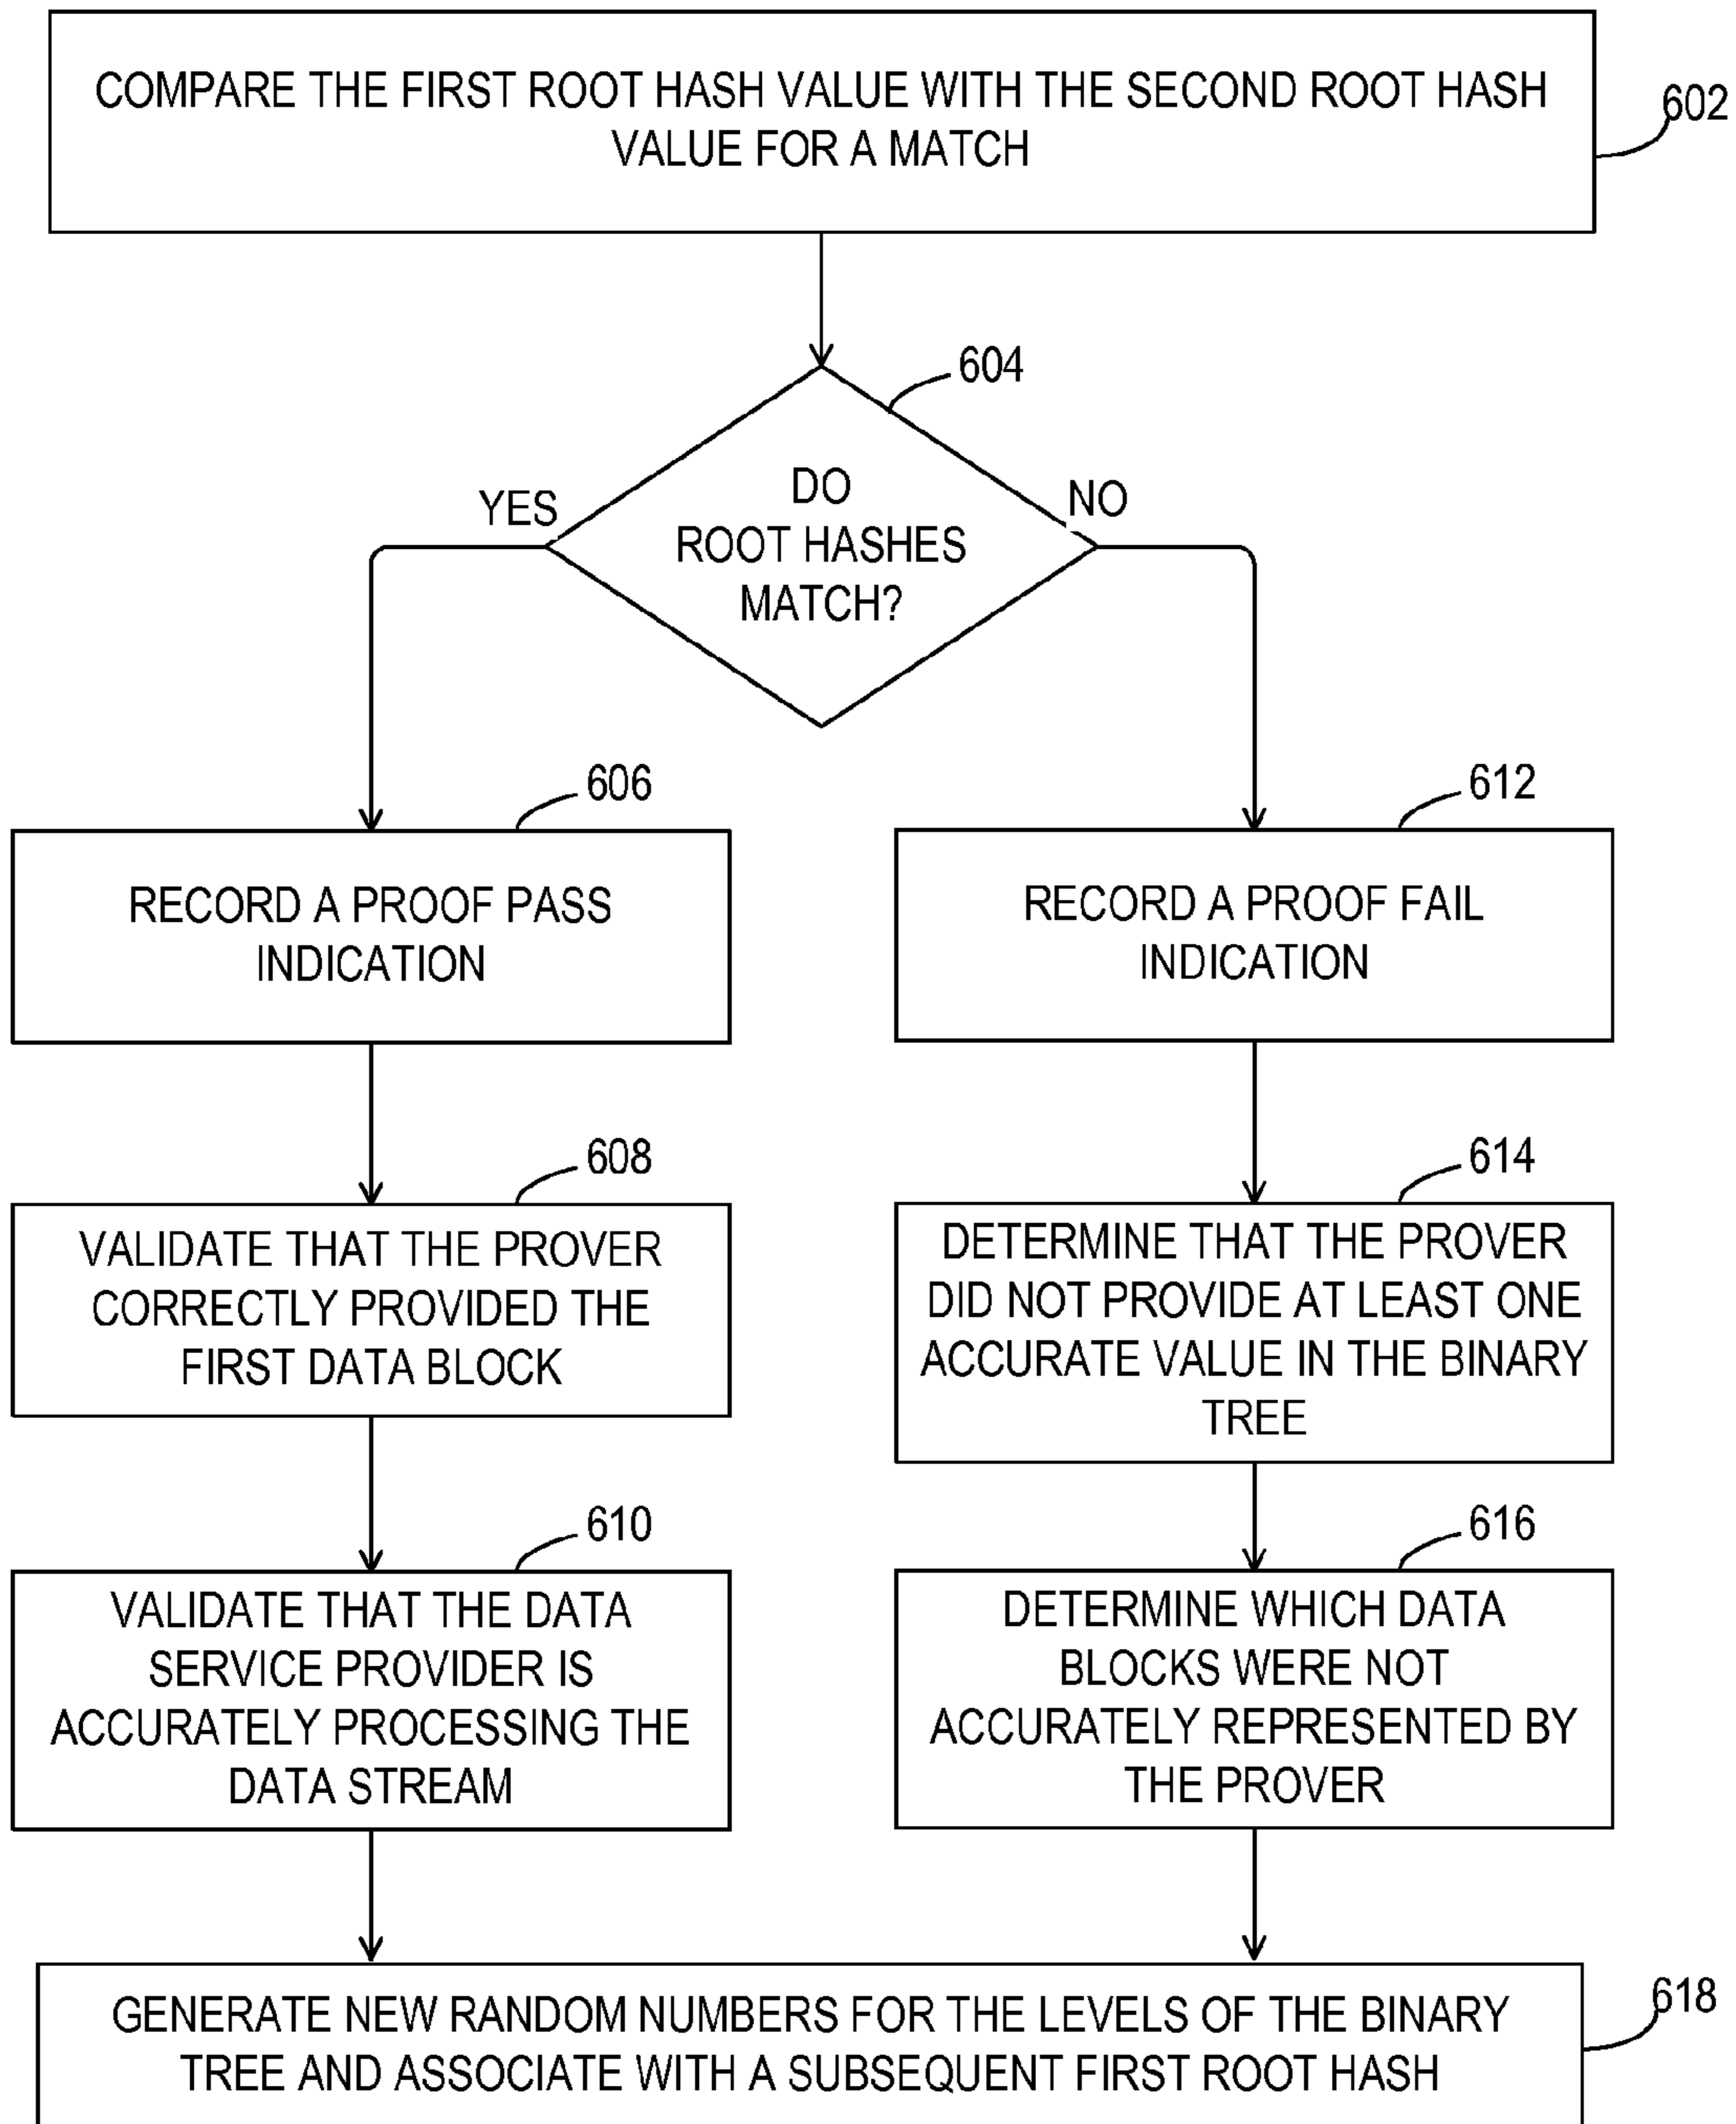 COMPARE THE FIRST ROOT HASH VALUE WITH THE SECOND ROOT HASH
VALUE FOR A MATCH
602
604
DO
ROOT HASHES
MATCH?
YES
NO
606
RECORD A PROOF PASS
INDICATION
608
VALIDATE THAT THE PROVER
CORRECTLY PROVIDED THE
FIRST DATA BLOCK
610
VALIDATE THAT THE DATA
SERVICE PROVIDER IS
ACCURATELY PROCESSING THE
DATA STREAM
612
RECORD A PROOF FAIL
INDICATION
614
DETERMINE THAT THE PROVER
DID NOT PROVIDE AT LEAST ONE
ACCURATE VALUE IN THE BINARY
TREE
616
DETERMINE WHICH DATA
BLOCKS WERE NOT
ACCURATELY REPRESENTED BY
THE PROVER
GENERATE NEW RANDOM NUMBERS FOR THE LEVELS OF THE BINARY
TREE AND ASSOCIATE WITH A SUBSEQUENT FIRST ROOT HASH
618